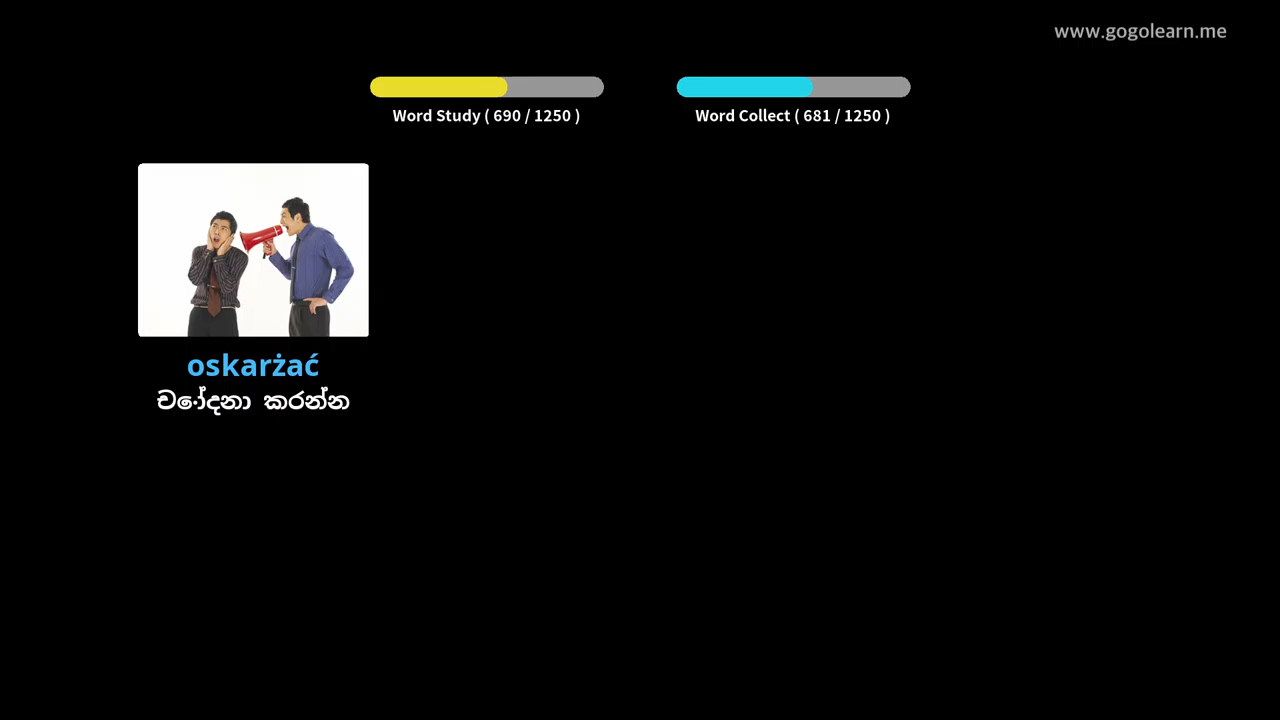 www.gogolearn.me
Word Study ( 690 / 1250 )
Word Collect ( 681 / 1250 )
oskarżać
චෝදනා කරන්න